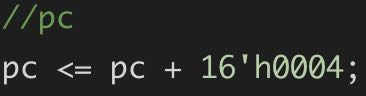 //pc
pc <= pc + 16'h0004;